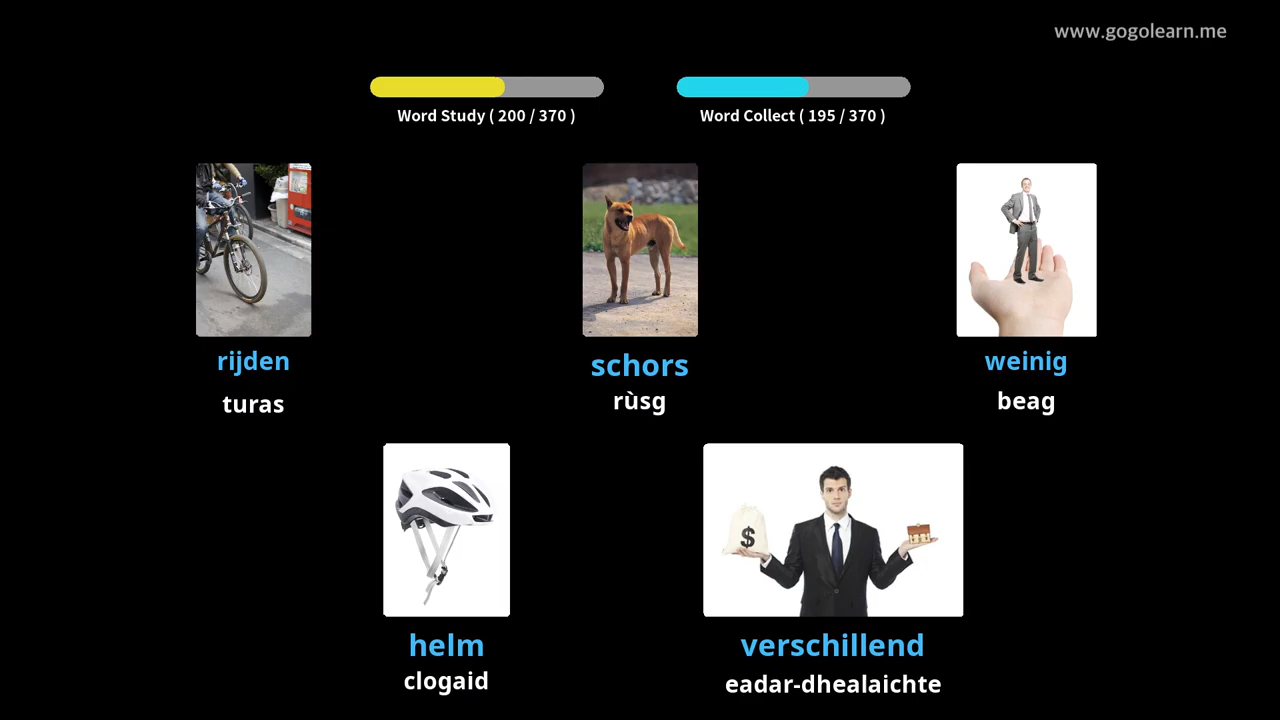 www.gogolearn.me
Word Study ( 200 / 370 )
Word Collect ( 195 / 370 )
rijden
turas
schors
rùsg
weinig
beag
$
helm
clogaid
verschillend
eadar-dhealaichte